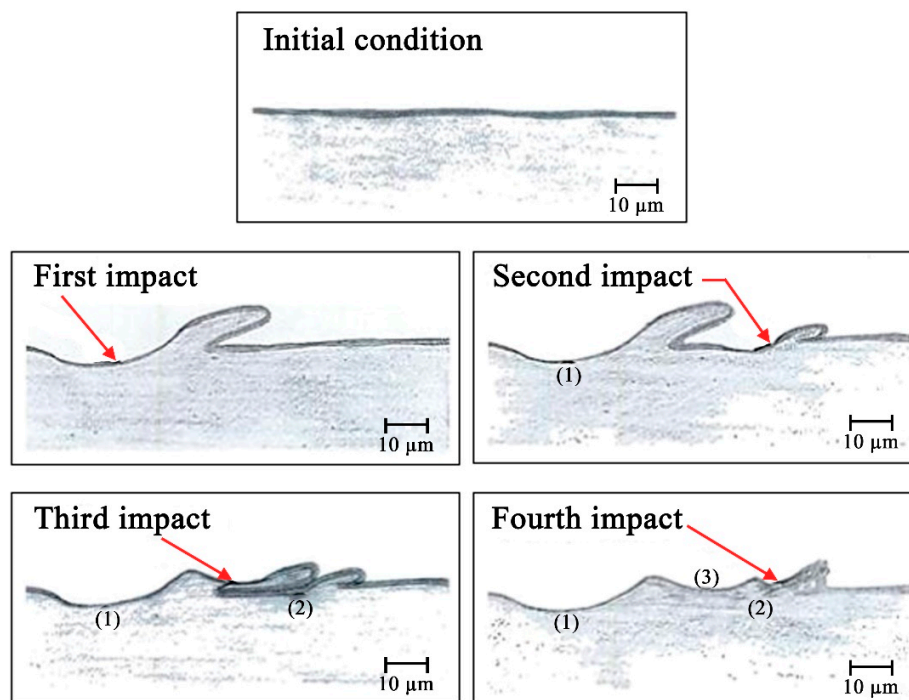 Initial condition
10 µm
First impact
10 µm
Second impact
(1)
10 µm
Third impact
(1)
(2)
10 µm
Fourth impact
(3)
(1)
(2)
10 µm